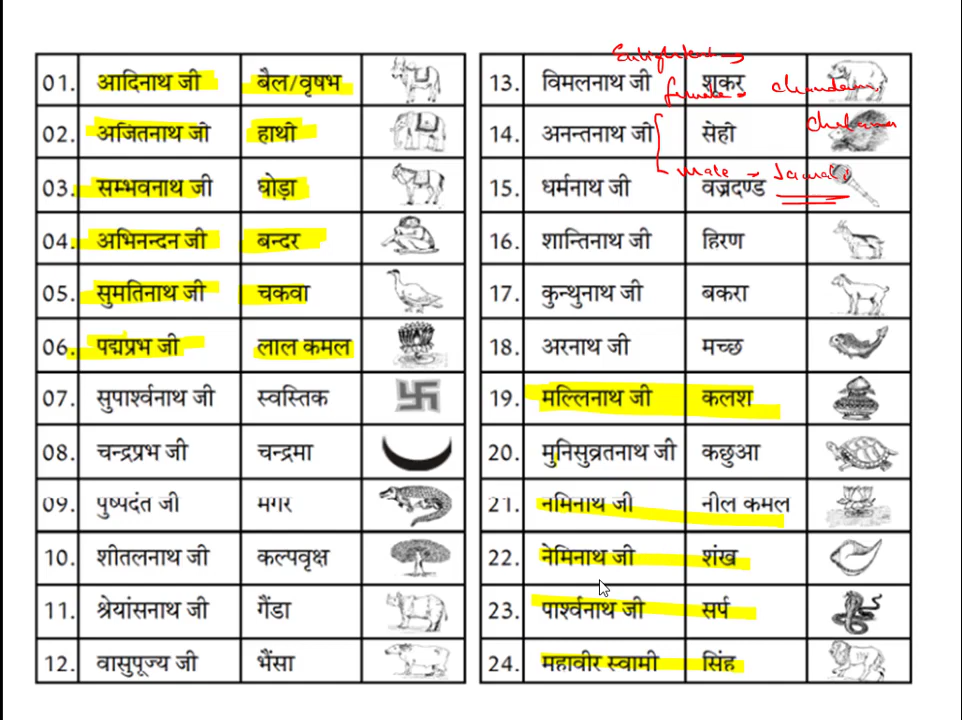 01. आदिनाथ जी बैल/वृषभ
02. अजितनाथ जी हाथी
03. सम्भवनाथ जी घोड़ा
04. अभिनन्दन जी बन्दर
05. सुमतिनाथ जी चकवा
06. पद्मप्रभ जी लाल कमल
07. सुपार्श्वनाथ जी स्वस्तिक
08. चन्द्रप्रभ जी चन्द्रमा
09. पुष्पदंत जी मगर
10. शीतलनाथ जी कल्पवृक्ष
11. श्रेयांसनाथ जी गैंडा
12. वासुपूज्य जी भैंसा
13. विमलनाथ जी शूकर
14. अनन्तनाथ जी सेही
15. धर्मनाथ जी वज्रदण्ड
16. शान्तिनाथ जी हिरण
17. कुन्थुनाथ जी बकरा
18. अरनाथ जी मच्छ
19. मल्लिनाथ जी कलश
20. मुनिसुव्रतनाथ जी कछुआ
21. नमिनाथ जी नील कमल
22. नेमिनाथ जी शंख
23. पार्श्वनाथ जी सर्प
24. महावीर स्वामी सिंह
female -
male - Jamali